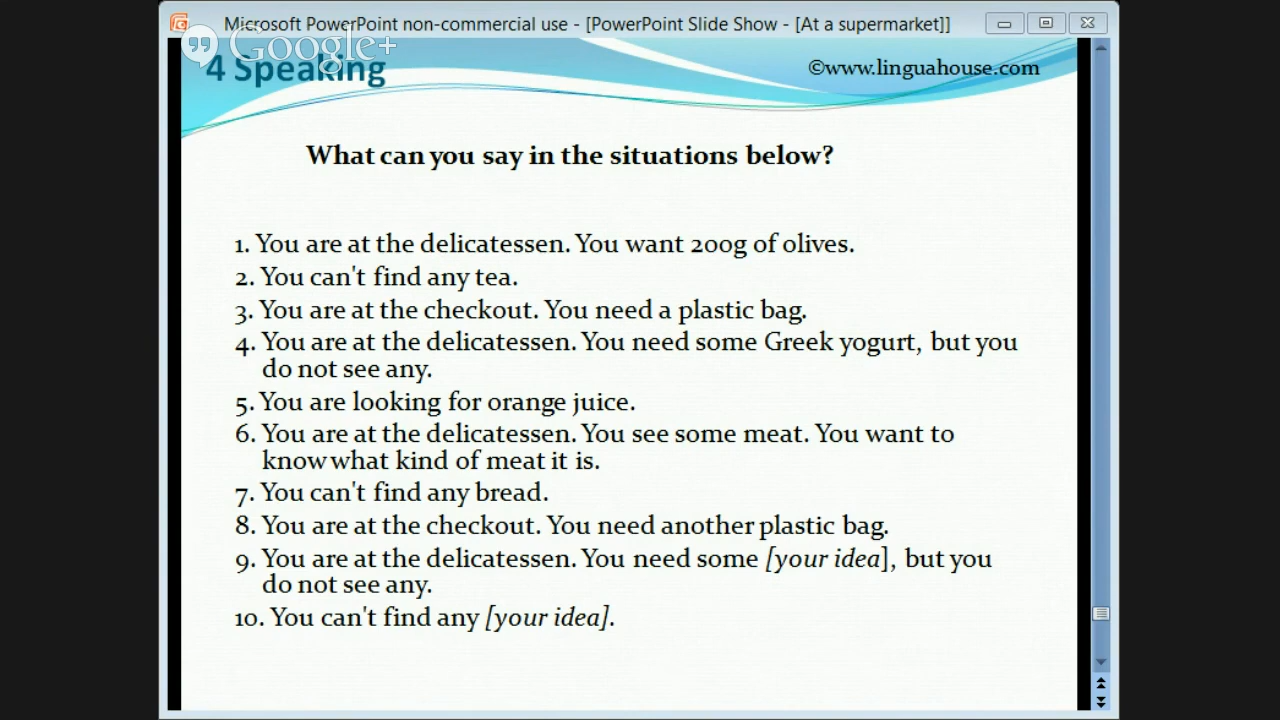 Microsoft PowerPoint non-commercial use - [PowerPoint Slide Show - [At a supermarket]]
Google+
4 Speaking
©www.linguahouse.com
What can you say in the situations below?
1. You are at the delicatessen. You want 200g of olives.
2. You can't find any tea.
3. You are at the checkout. You need a plastic bag.
4. You are at the delicatessen. You need some Greek yogurt, but you
do not see any.
5. You are looking for orange juice.
6. You are at the delicatessen. You see some meat. You want to
know what kind of meat it is.
7. You can't find any bread.
8. You are at the checkout. You need another plastic bag.
9. You are at the delicatessen. You need some [your idea], but you
do not see any.
10. You can't find any [your idea].